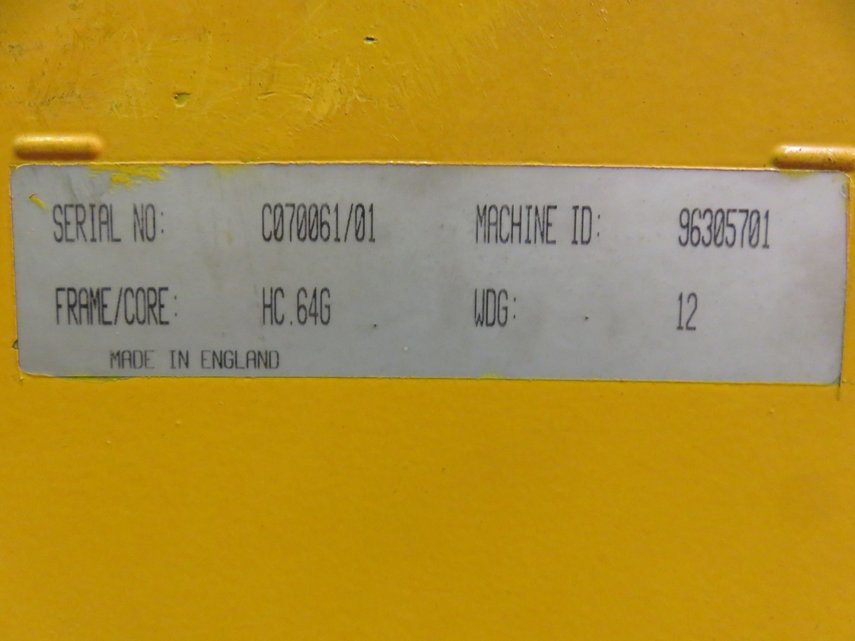 SERIAL NO: C070061/01 MACHINE ID: 96305701
FRAME/CORE: HC.64G WDG: 12
MADE IN ENGLAND